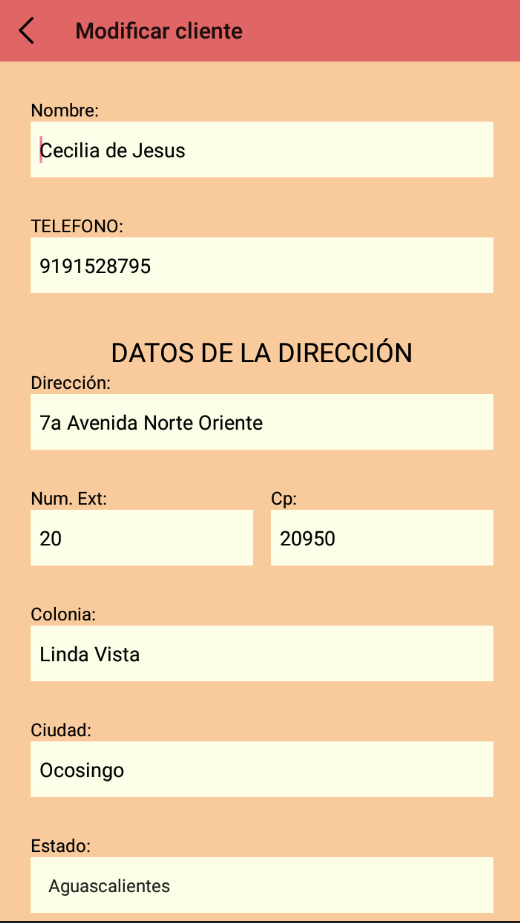 Modificar cliente
Nombre:
Cecilia de Jesus
TELEFONO:
9191528795
DATOS DE LA DIRECCIÓN
Dirección:
7a Avenida Norte Oriente
Num. Ext:
Cp:
20
20950
Colonia:
Linda Vista
Ciudad:
Ocosingo
Estado:
Aguascalientes